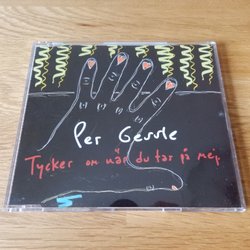 Per Gessle
Tycker om när du tar på mej